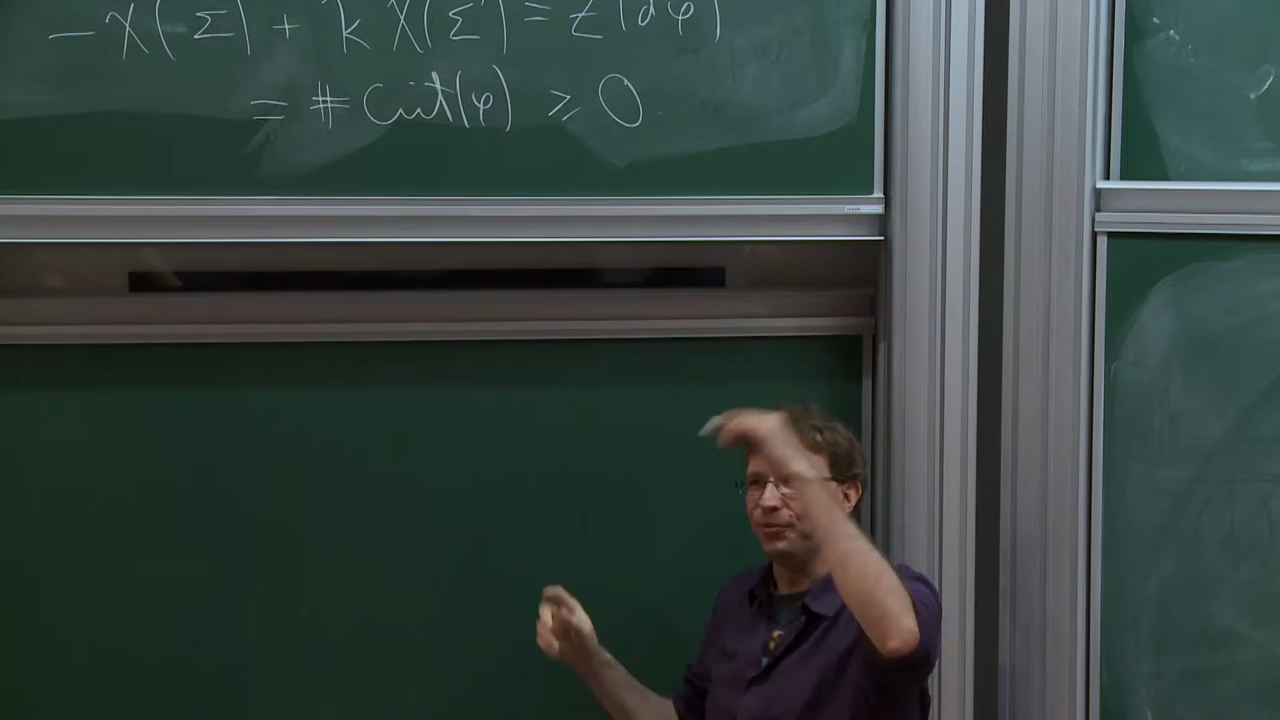 − χ(Σ) + k χ(Σ') = Z(dφ)
= # Crit(φ) ⩾ 0.